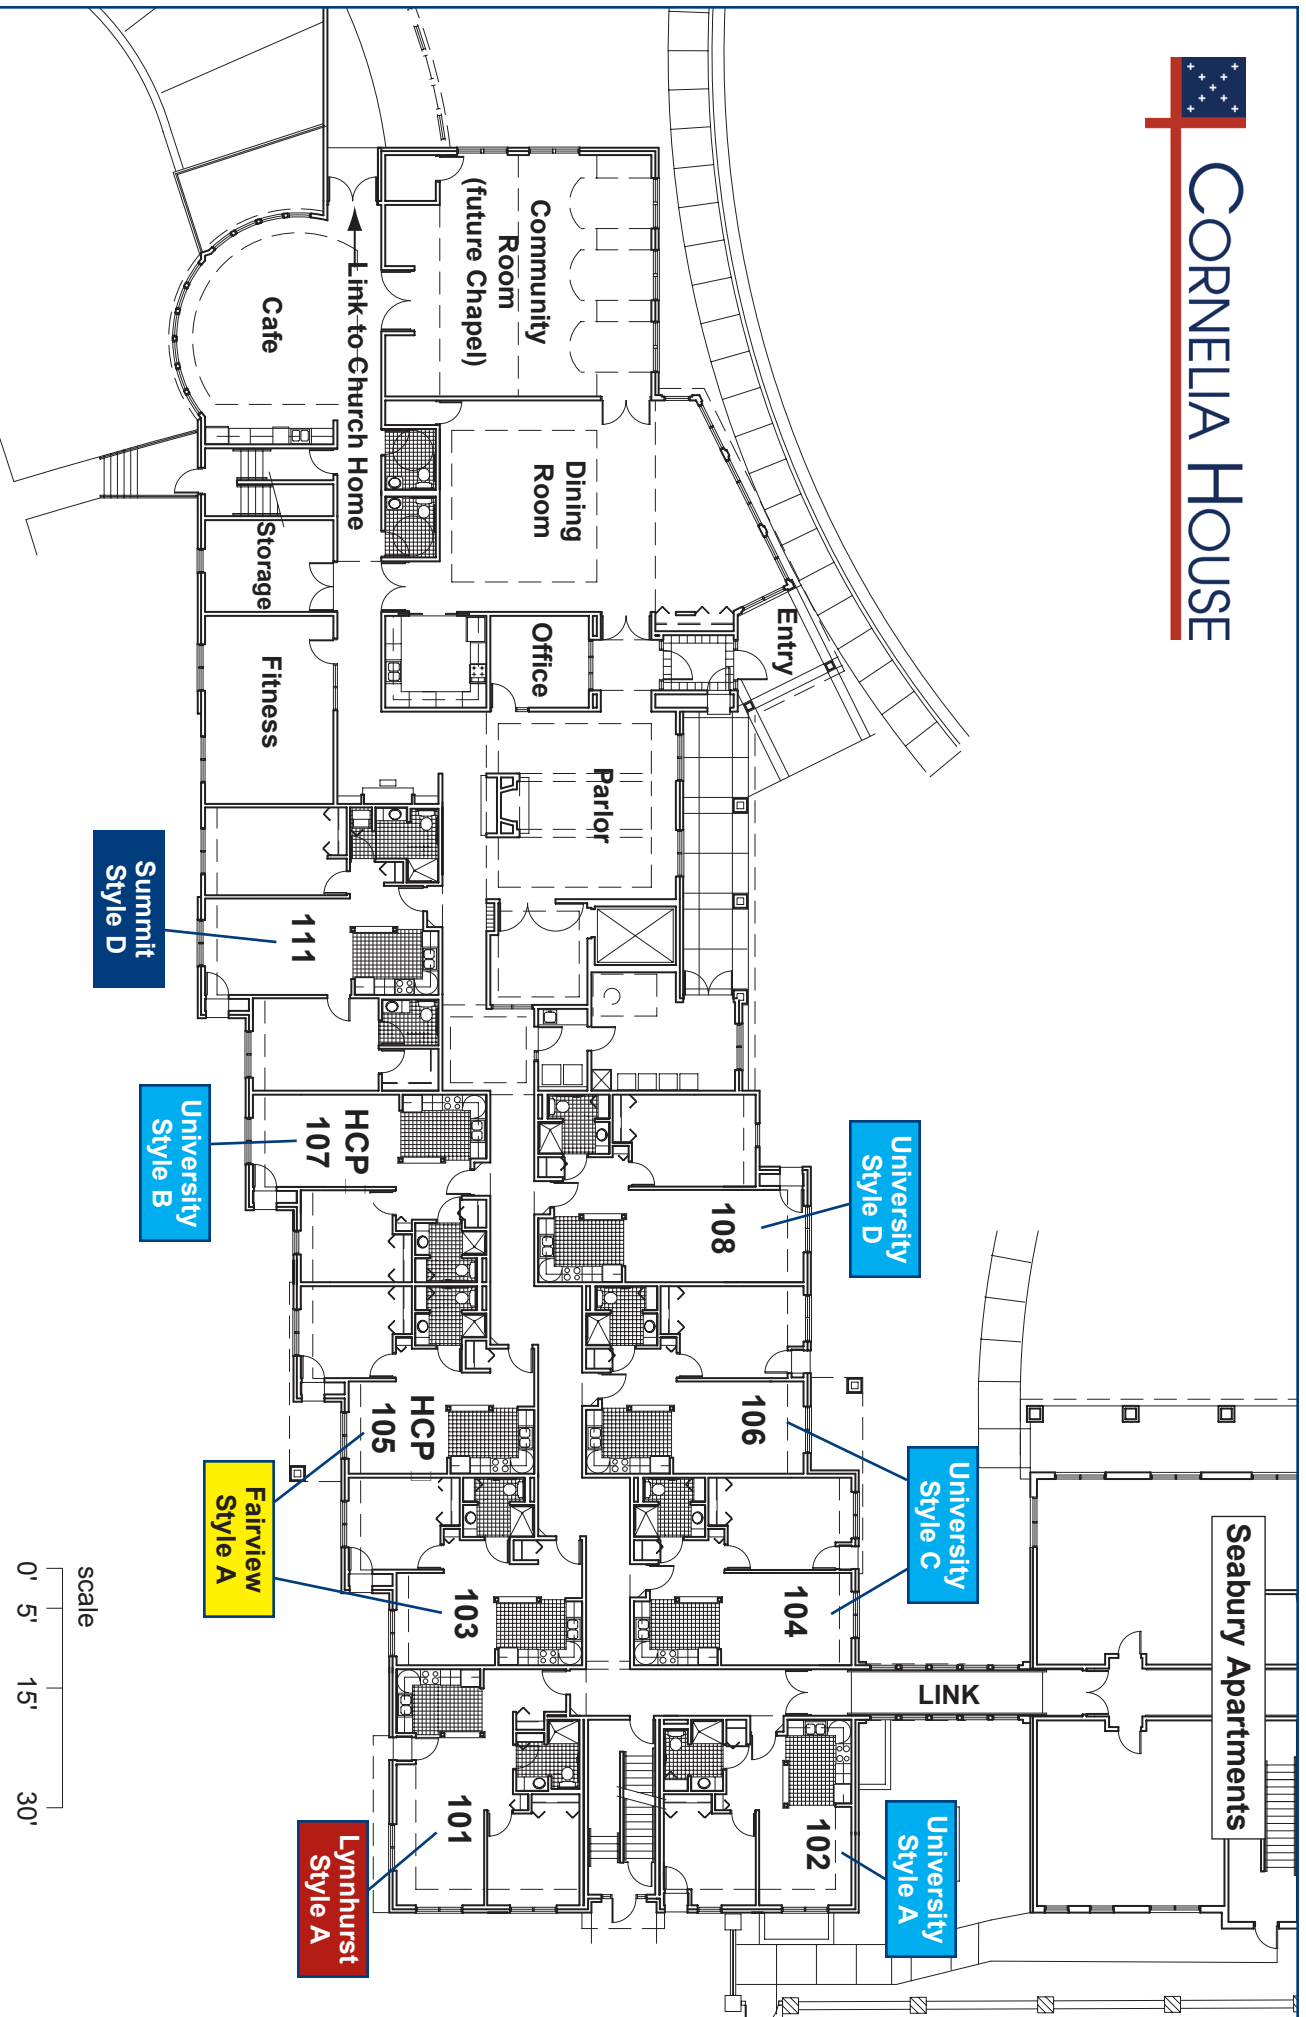 CORNELIA HOUSE
Seabury Apartments
Community
Room
(future Chapel)
Dining
Room
Entry
Office
Parlor
Link to Church Home
Cafe
Storage
Fitness
111
Summit
Style D
HCP
107
University
Style B
108
University
Style D
HCP
105
103
Fairview
Style A
106
104
University
Style C
LINK
102
University
Style A
101
Lynnhurst
Style A
scale
0' 5' 15' 30'